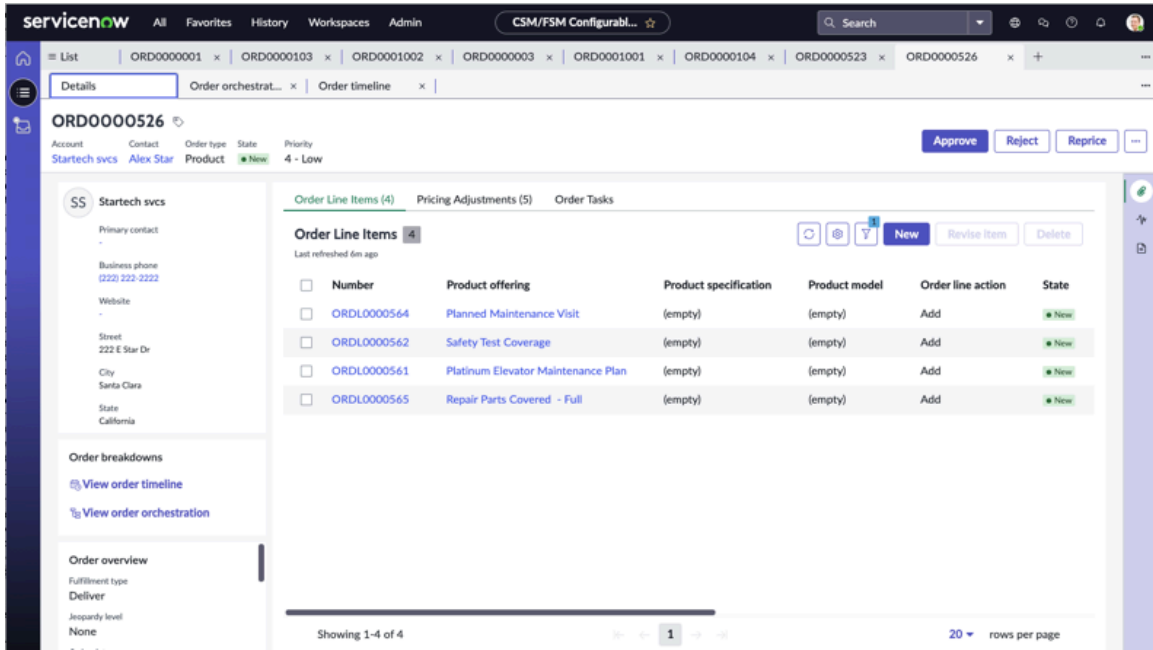 servicenow All Favorites History Workspaces Admin CSM/FSM Configurabl... Search
List ORD0000001 ORD0000103 ORD0001002 ORD0000003 ORD0001001 ORD0000104 ORD0000523 ORD0000526
Details Order orchestrat... Order timeline
ORD0000526
Account Contact Order type State Priority
Startech svcs Alex Star Product New 4 - Low
Approve Reject Reprice
SS Startech svcs
Primary contact
-
Business phone
(222) 222-2222
Website
-
Street
222 E Star Dr
City
Santa Clara
State
California
Order breakdowns
View order timeline
View order orchestration
Order overview
Fulfillment type
Deliver
Jeopardy level
None
Order Line Items (4) Pricing Adjustments (5) Order Tasks
Order Line Items 4
Last refreshed 6m ago
1 New Revise item Delete
Number Product offering Product specification Product model Order line action State
ORDL0000564 Planned Maintenance Visit (empty) (empty) Add New
ORDL0000562 Safety Test Coverage (empty) (empty) Add New
ORDL0000561 Platinum Elevator Maintenance Plan (empty) (empty) Add New
ORDL0000565 Repair Parts Covered - Full (empty) (empty) Add New
Showing 1-4 of 4 1 20 rows per page